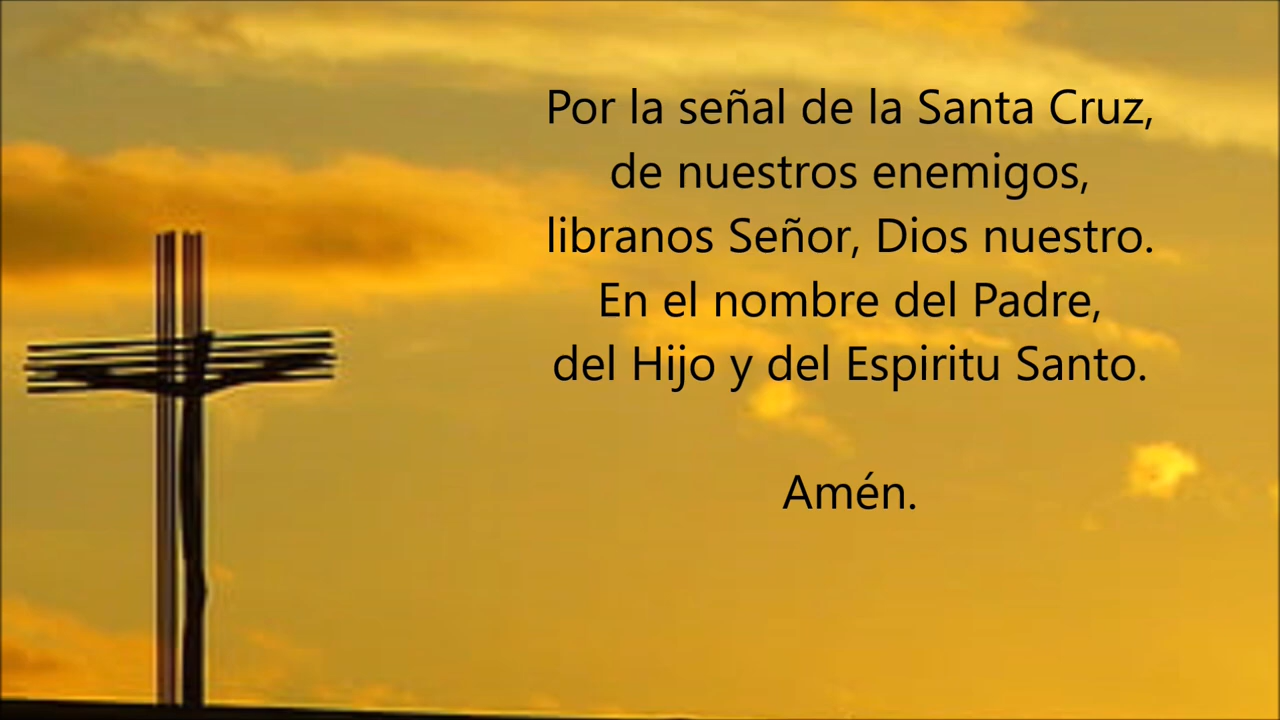 Por la señal de la Santa Cruz,
de nuestros enemigos,
libranos Señor, Dios nuestro.
En el nombre del Padre,
del Hijo y del Espiritu Santo.
Amén.